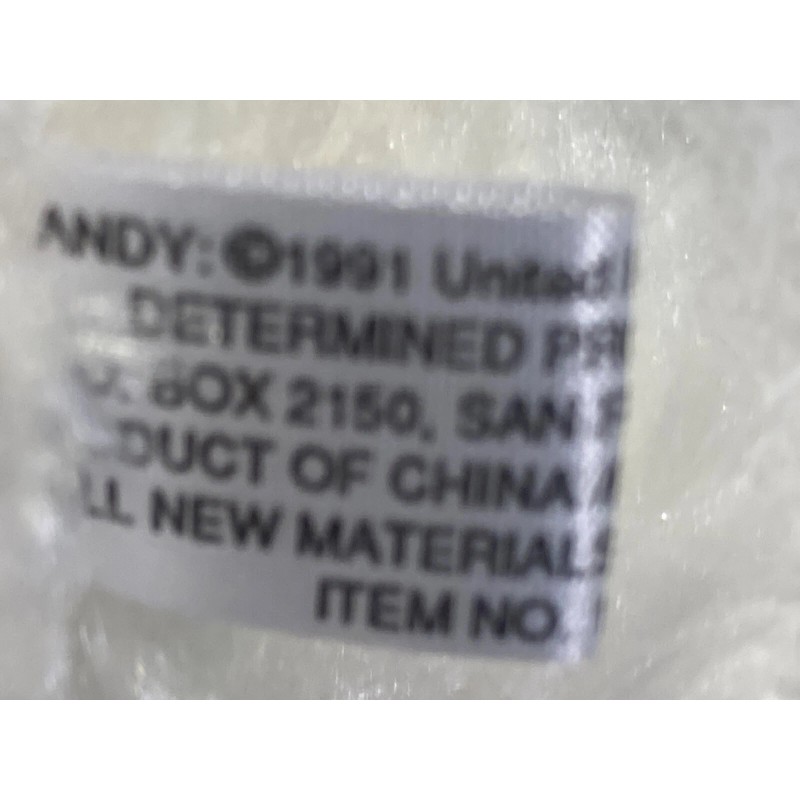 ANDY: ©1991 United
DETERMINED PR
O. BOX 2150, SAN F
DUCT OF CHINA
LL NEW MATERIALS
ITEM NO.